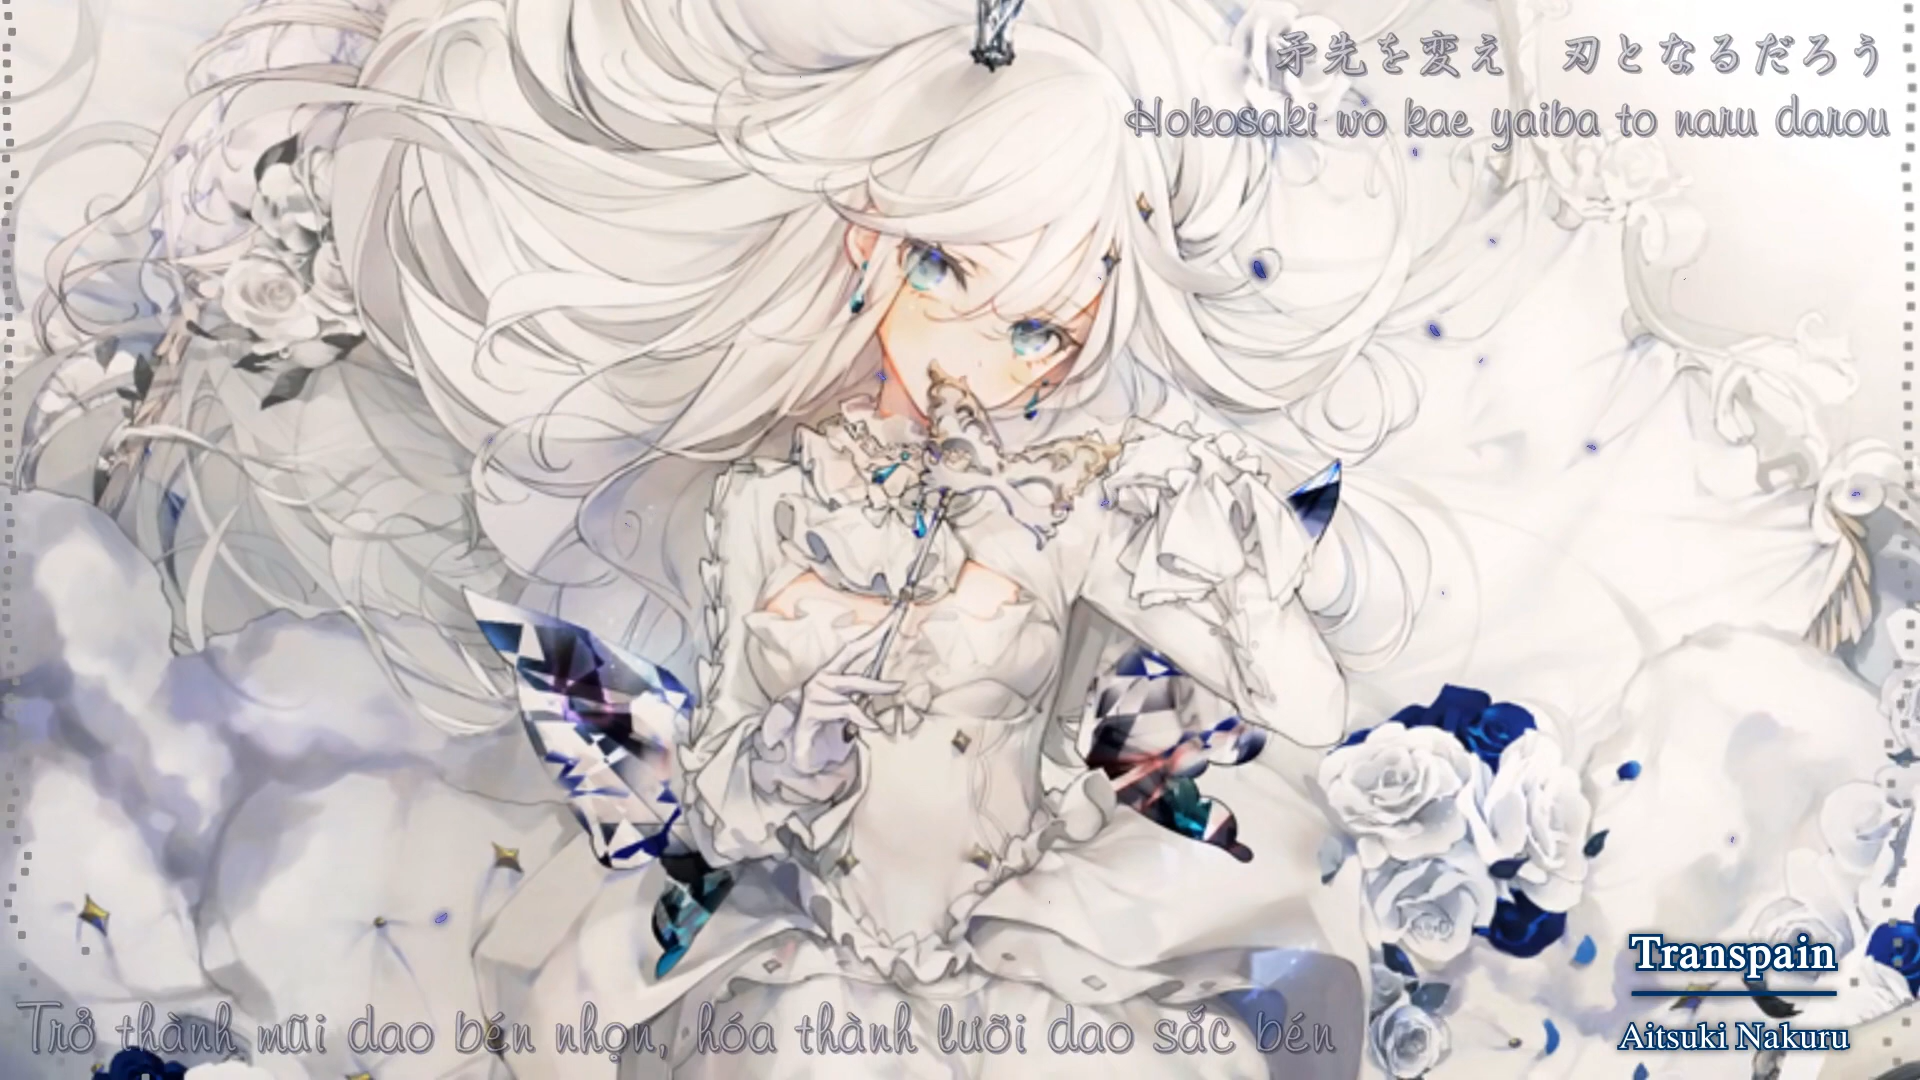 矛先を変え　刃となるだろう
Hokosaki wo kae yaiba to naru darou
Trở thành mũi dao bén nhọn, hóa thành lưỡi dao sắc bén
Transpain
Aitsuki Nakuru